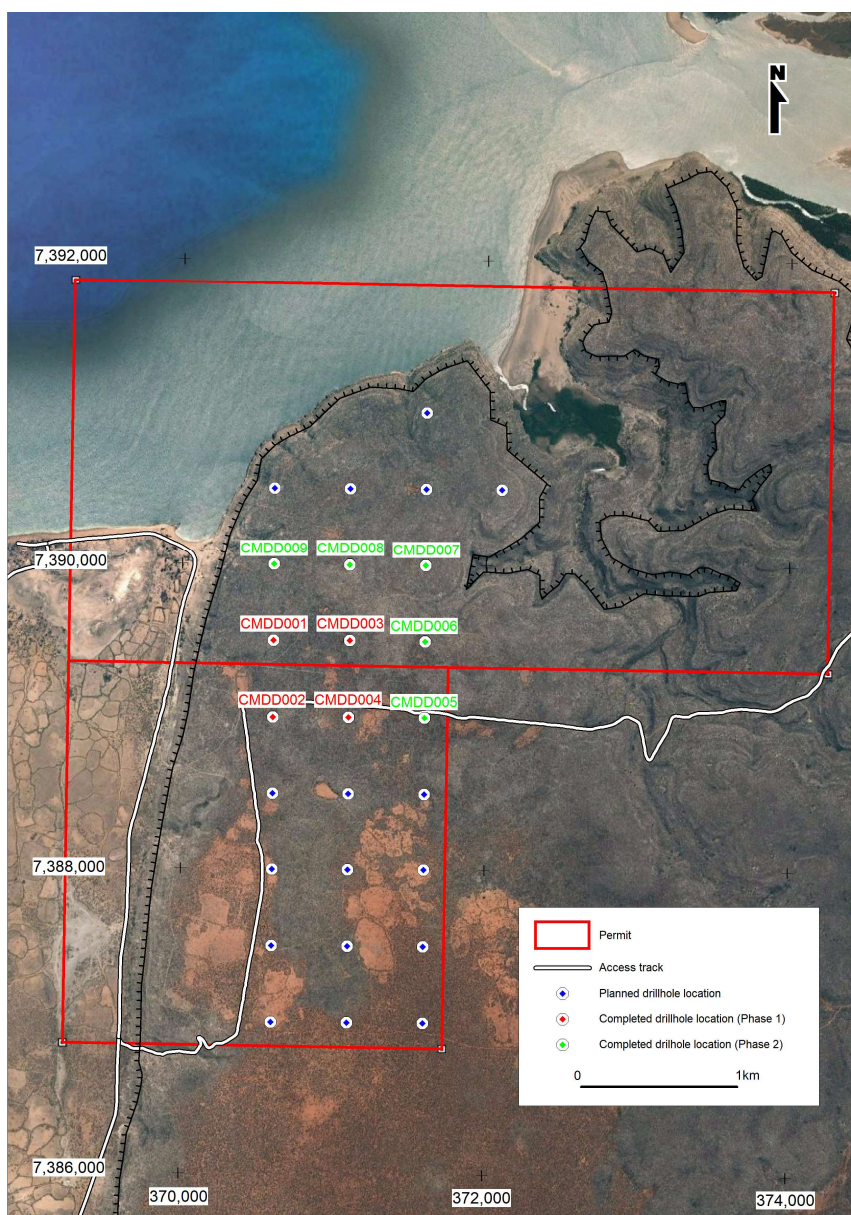 N
7,392,000
CMDD009 CMDD008 CMDD007
7,390,000
CMDD001 CMDD003 CMDD006
CMDD002 CMDD004 CMDD005
7,388,000
Permit
Access track
Planned drillhole location
Completed drillhole location (Phase 1)
Completed drilhole location (Phase 2)
0 1km
7,386,000
370,000 372,000 374,000